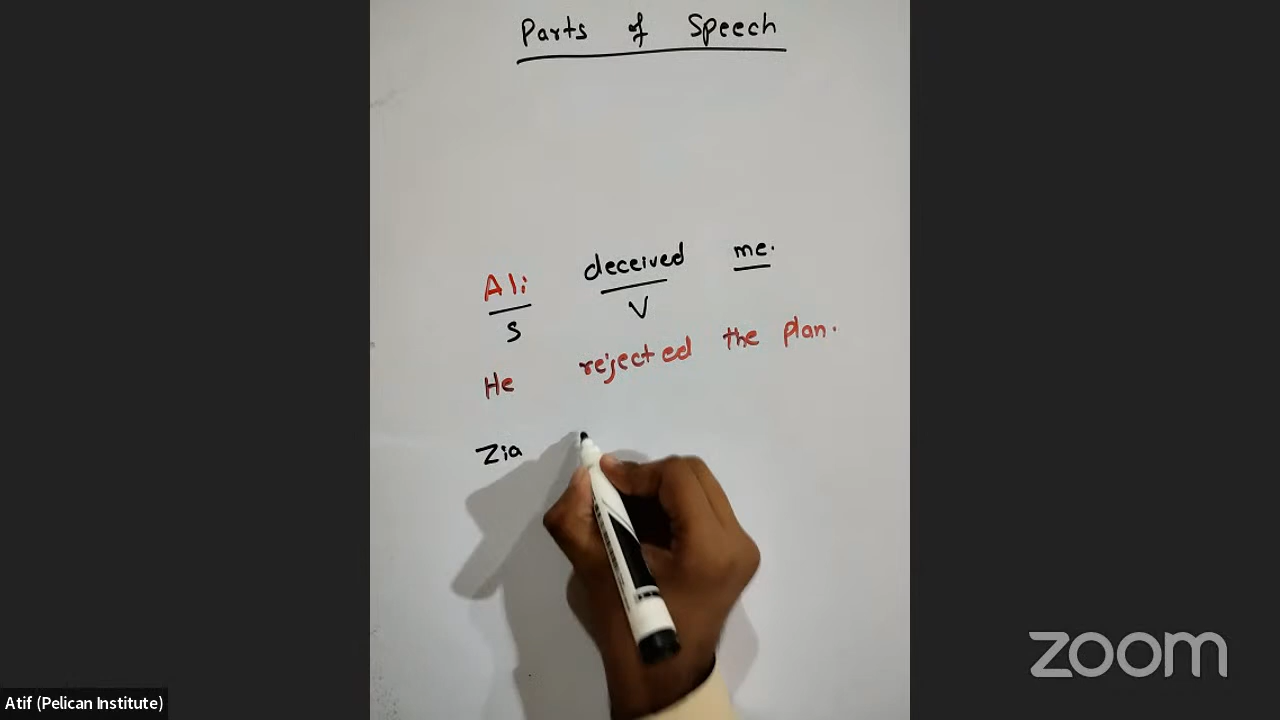 Parts of Speech
Ali deceived me.
S V
He rejected the plan.
Zia
zoom
Atif (Pelican Institute)